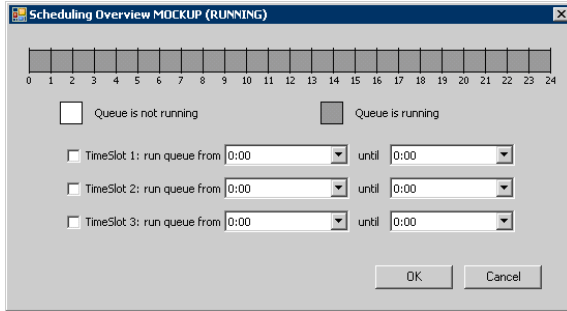 Scheduling Overview MOCKUP (RUNNING)
0 1 2 3 4 5 6 7 8 9 10 11 12 13 14 15 16 17 18 19 20 21 22 23 24
Queue is not running Queue is running
TimeSlot 1: run queue from 0:00 until 0:00
TimeSlot 2: run queue from 0:00 until 0:00
TimeSlot 3: run queue from 0:00 until 0:00
OK Cancel